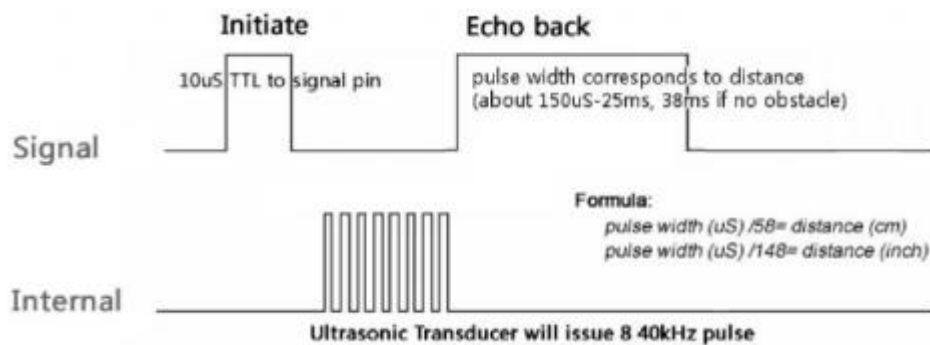 Initiate
Echo back
10uS TTL to signal pin
pulse width corresponds to distance
(about 150uS-25ms, 38ms if no obstacle)
Signal
Formula:
pulse width (uS) /58= distance (cm)
pulse width (uS) /148= distance (inch)
Internal
Ultrasonic Transducer will issue 8 40kHz pulse